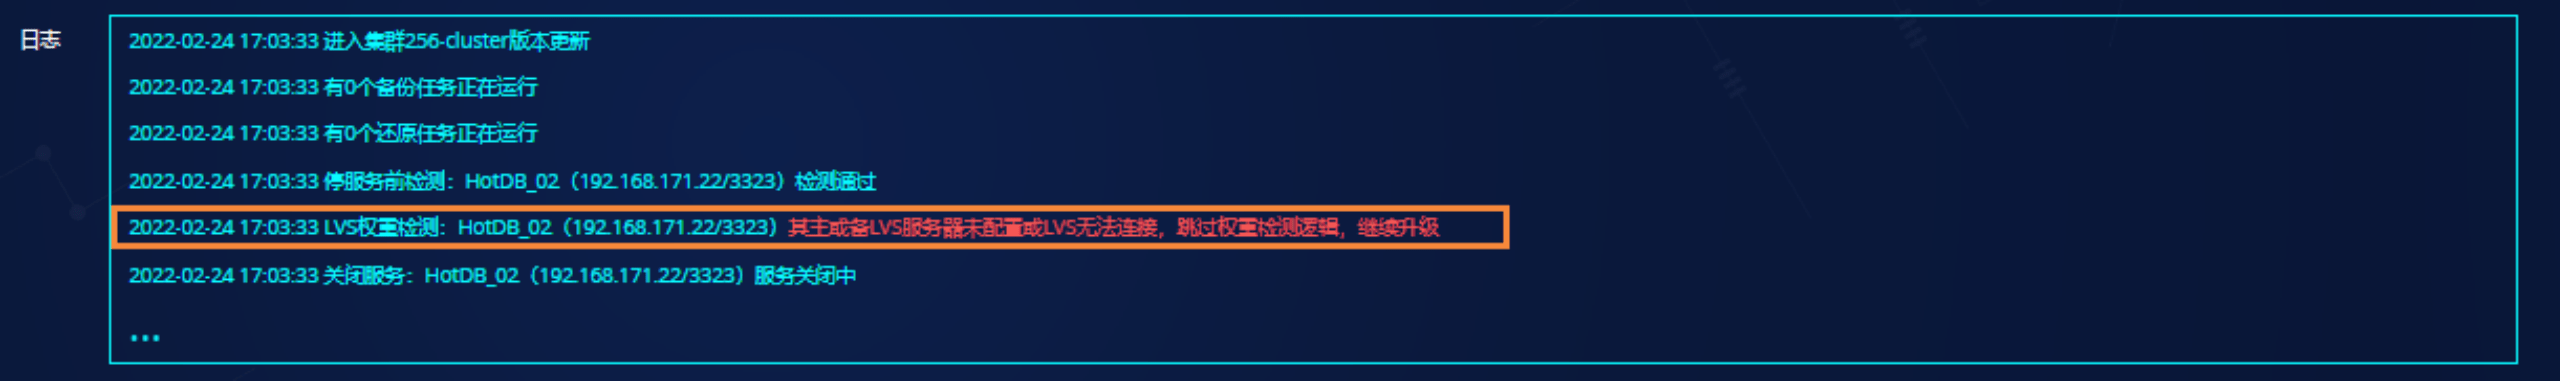 日志
2022-02-24 17:03:33 进入集群256-cluster版本更新
2022-02-24 17:03:33 有0个备份任务正在运行
2022-02-24 17:03:33 有0个还原任务正在运行
2022-02-24 17:03:33 停服务前检测：HotDB_02（192.168.171.22/3323）检测通过
2022-02-24 17:03:33 LVS权重检测：HotDB_02（192.168.171.22/3323）其主或备LVS服务器未配置或LVS无法连接，跳过权重检测逻辑，继续升级
2022-02-24 17:03:33 关闭服务：HotDB_02（192.168.171.22/3323）服务关闭中
...